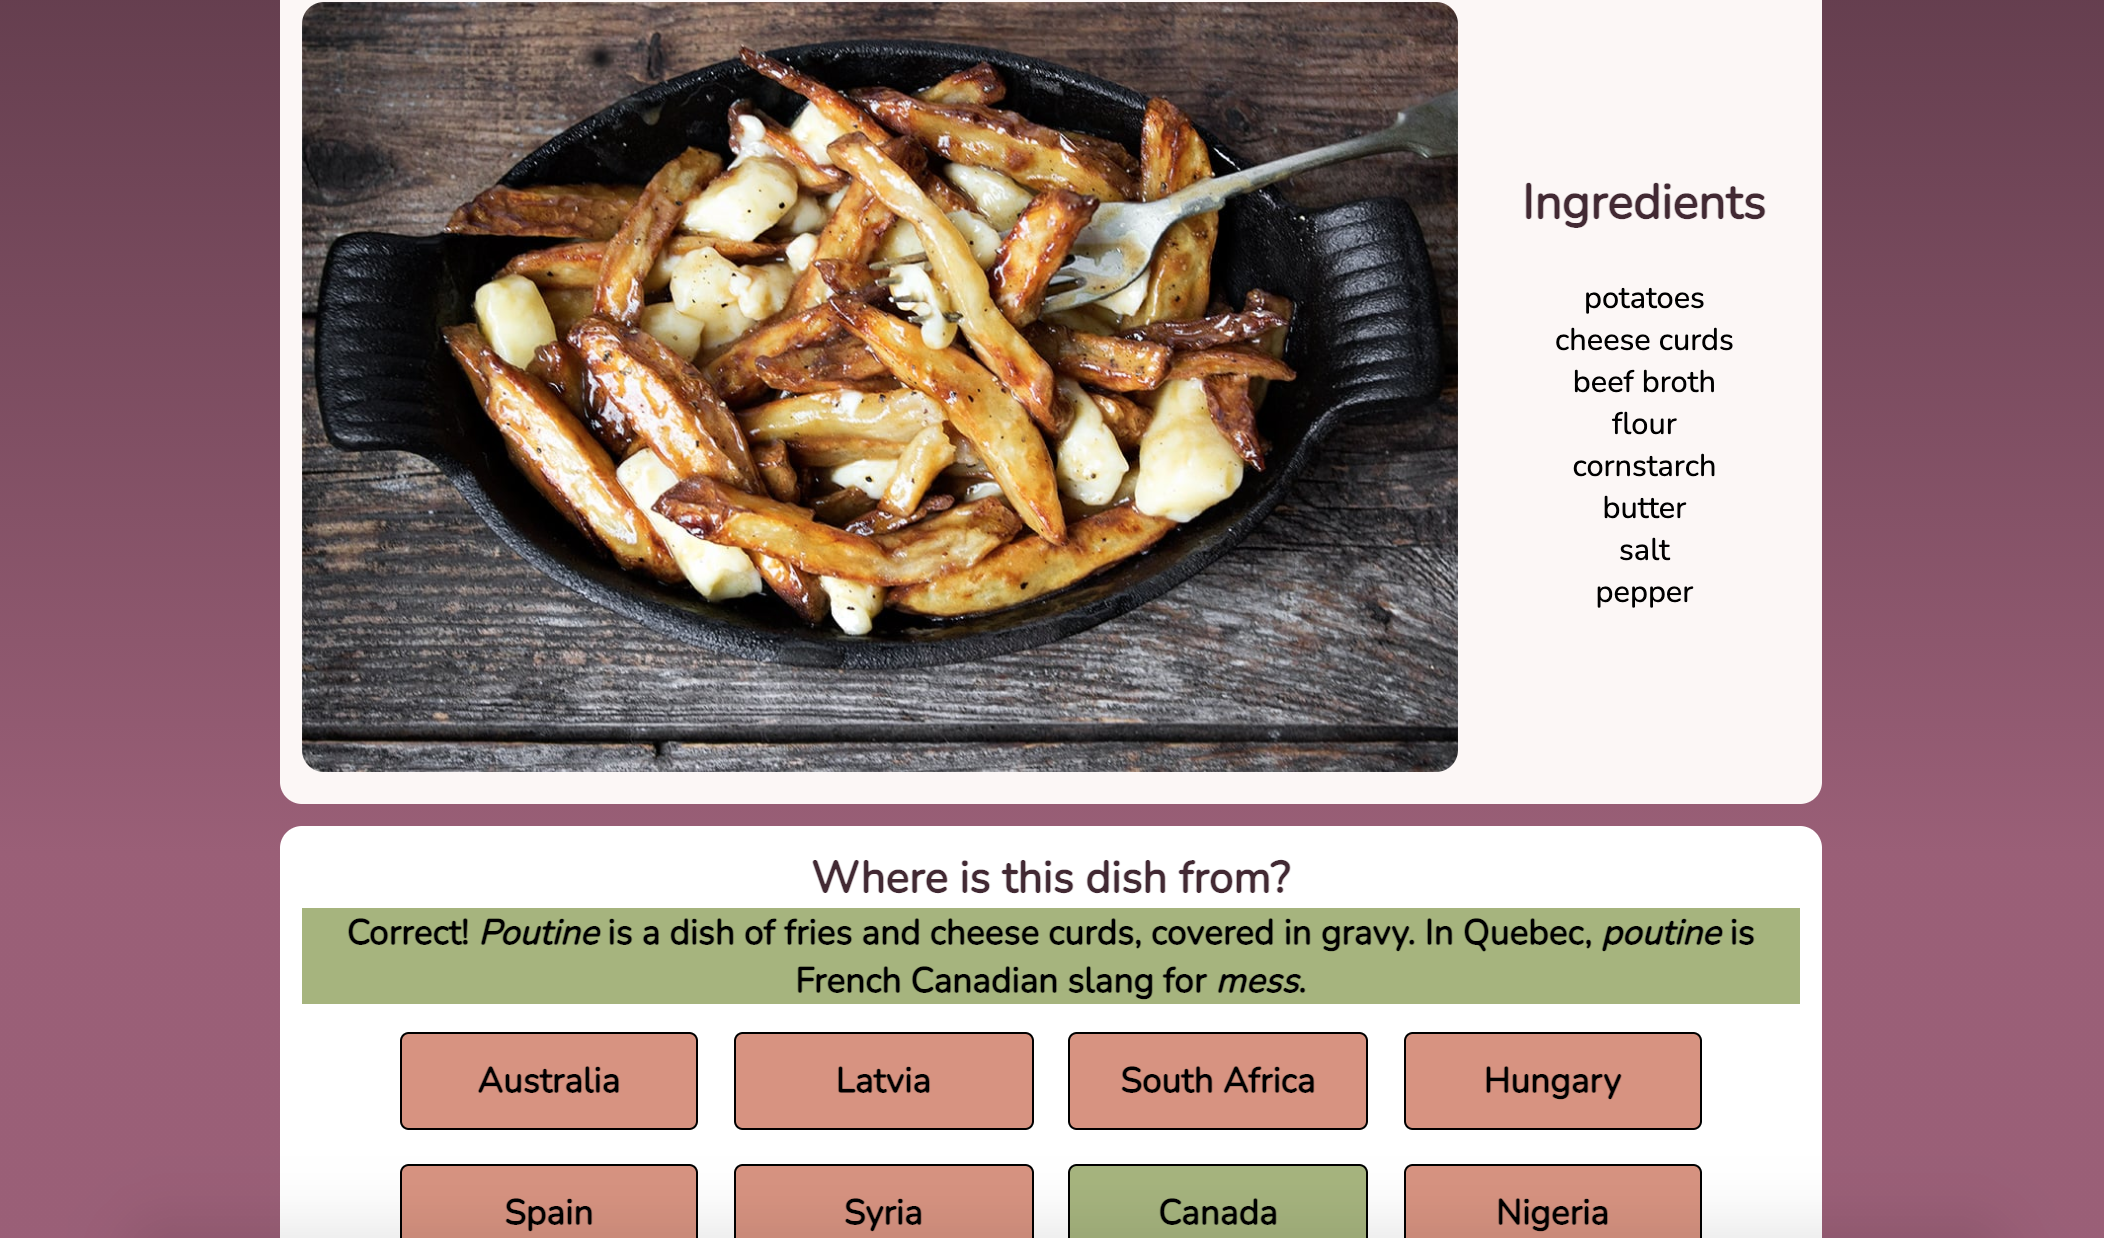 Ingredients
potatoes
cheese curds
beef broth
flour
cornstarch
butter
salt
pepper
Where is this dish from?
Correct! Poutine is a dish of fries and cheese curds, covered in gravy. In Quebec, poutine is
French Canadian slang for mess.
Australia
Latvia
South Africa
Hungary
Spain
Syria
Canada
Nigeria